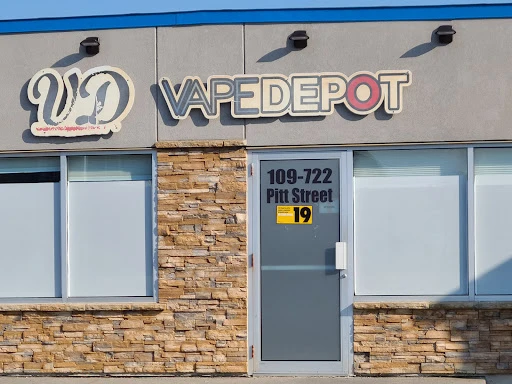 VD
VAPEDEPOT
109-722
Pitt Street
19